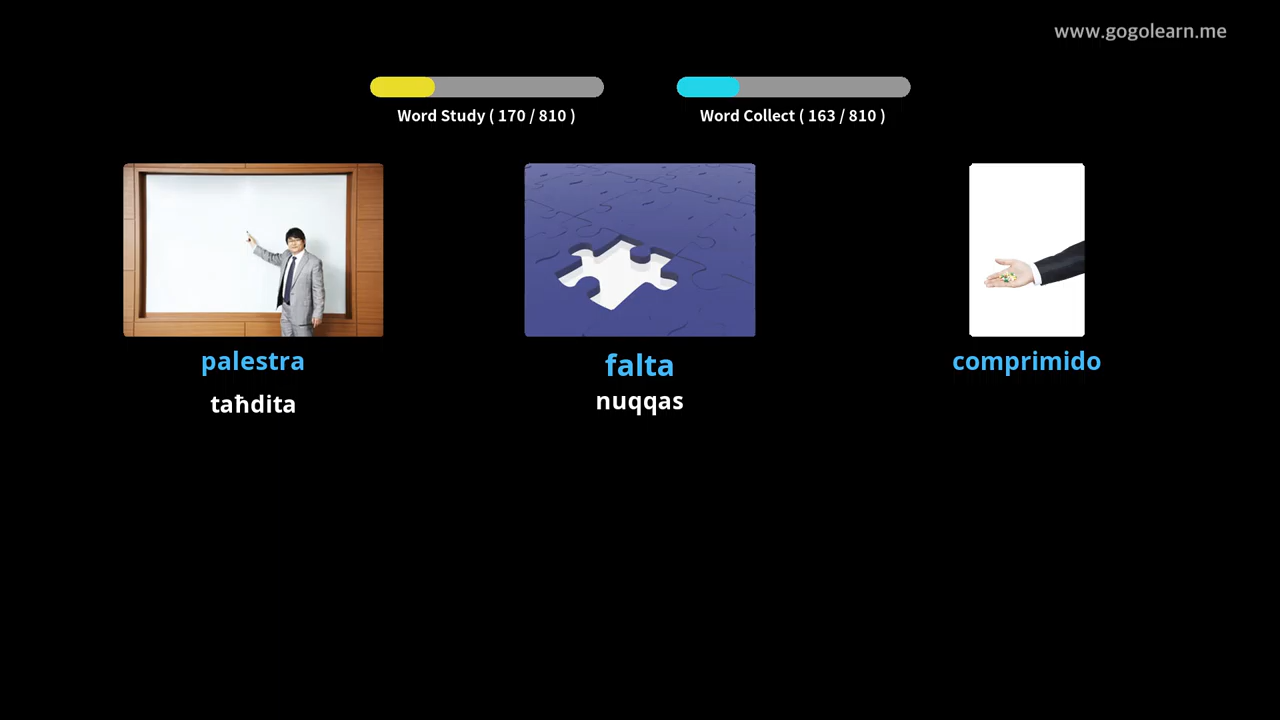 www.gogolearn.me
Word Study ( 170 / 810 )
Word Collect ( 163 / 810 )
palestra
falta
comprimido
taħdita
nuqqas